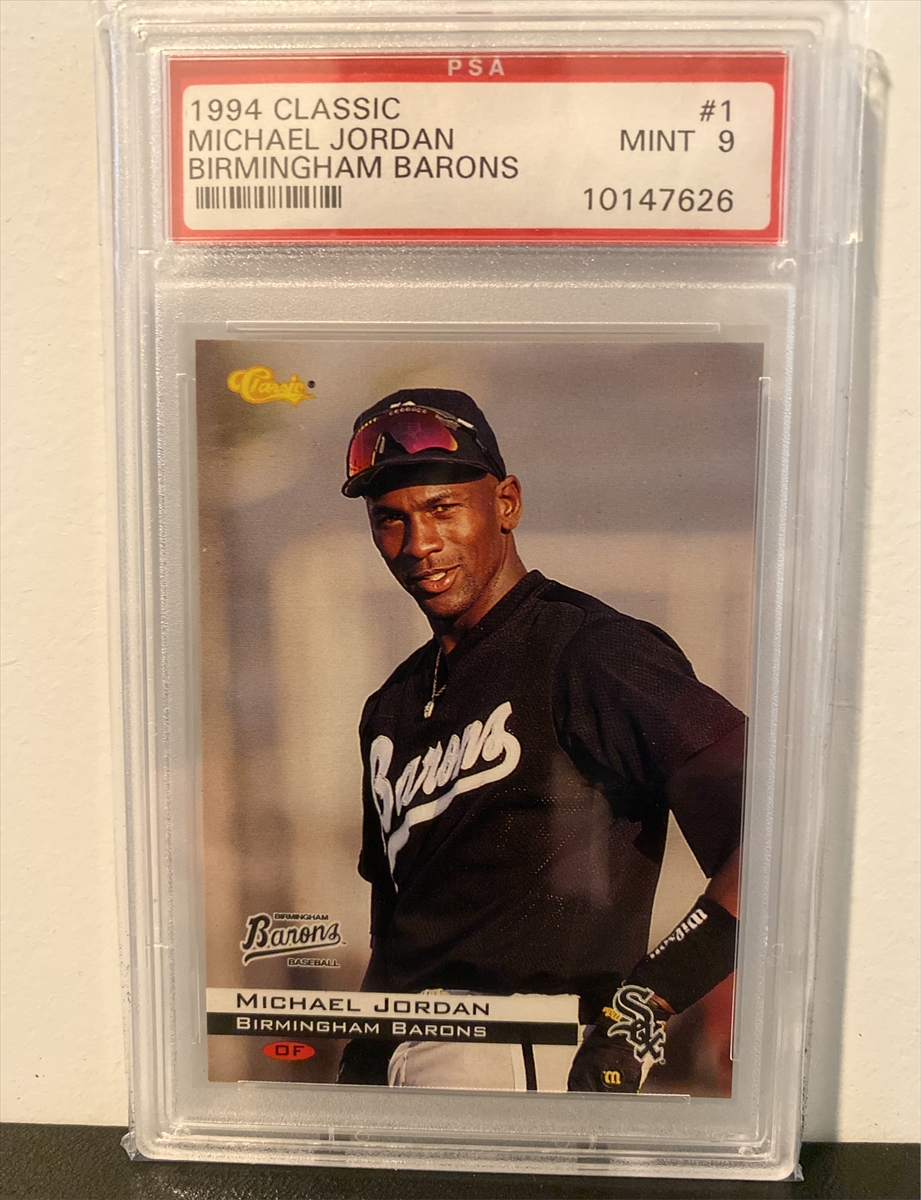 PSA
1994 CLASSIC #1
MICHAEL JORDAN MINT 9
BIRMINGHAM BARONS
10147626
Classic ®
Barons
Wilson
BIRMINGHAM
Barons
BASEBALL
MICHAEL JORDAN
BIRMINGHAM BARONS
OF
Sox